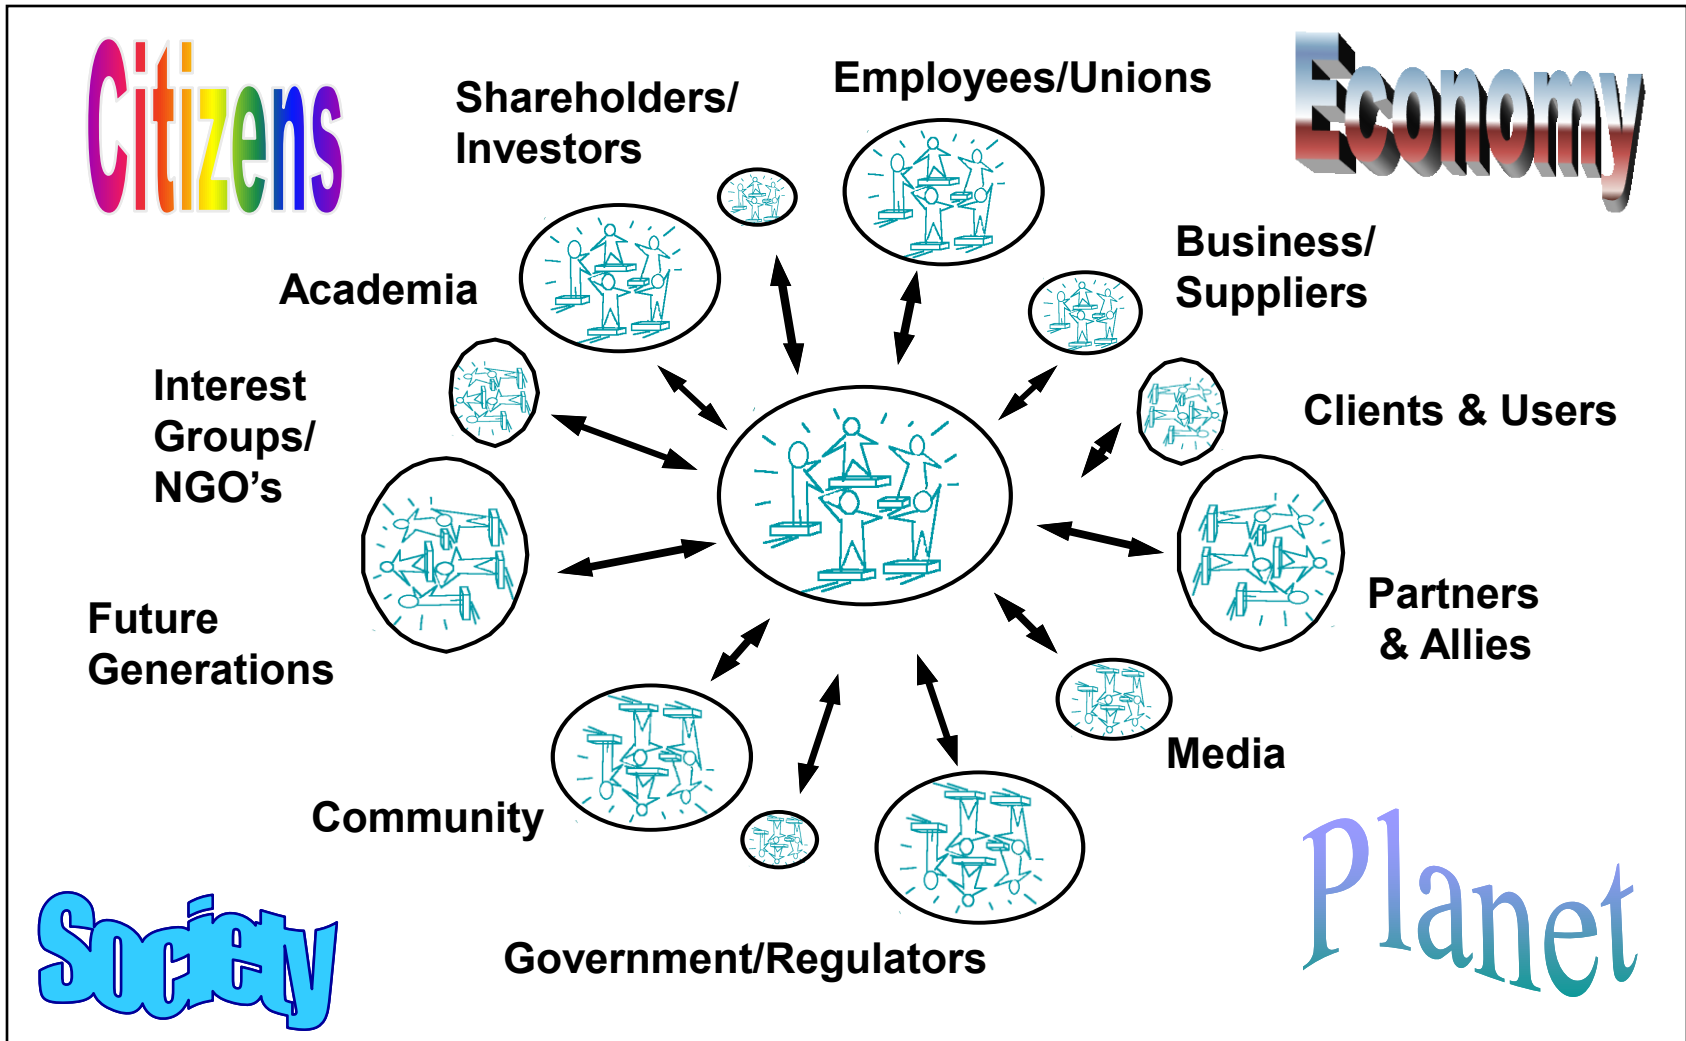 Citizens
Economy
Shareholders/
Investors
Employees/Unions
Business/
Suppliers
Academia
Interest
Groups/
NGO’s
Clients & Users
Future
Generations
Partners
& Allies
Media
Community
Government/Regulators
Society
Planet